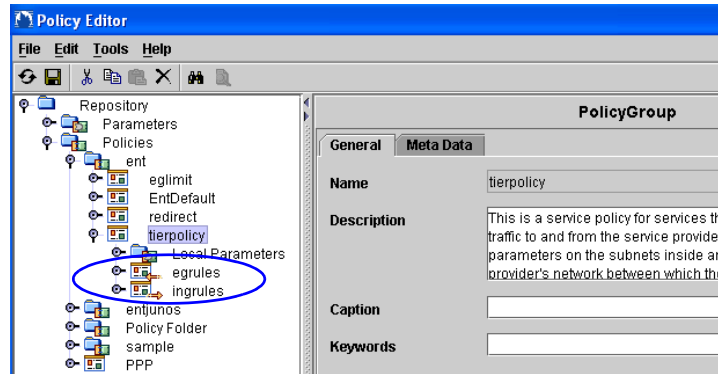 Policy Editor
File Edit Tools Help
Repository
Parameters
Policies
ent
eglimit
EntDefault
redirect
tierpolicy
Local Parameters
egrules
ingrules
entjunos
Policy Folder
sample
PPP
PolicyGroup
General Meta Data
Name
tierpolicy
Description
This is a service policy for services th
traffic to and from the service provide
parameters on the subnets inside a
provider's network between which the
Caption
Keywords